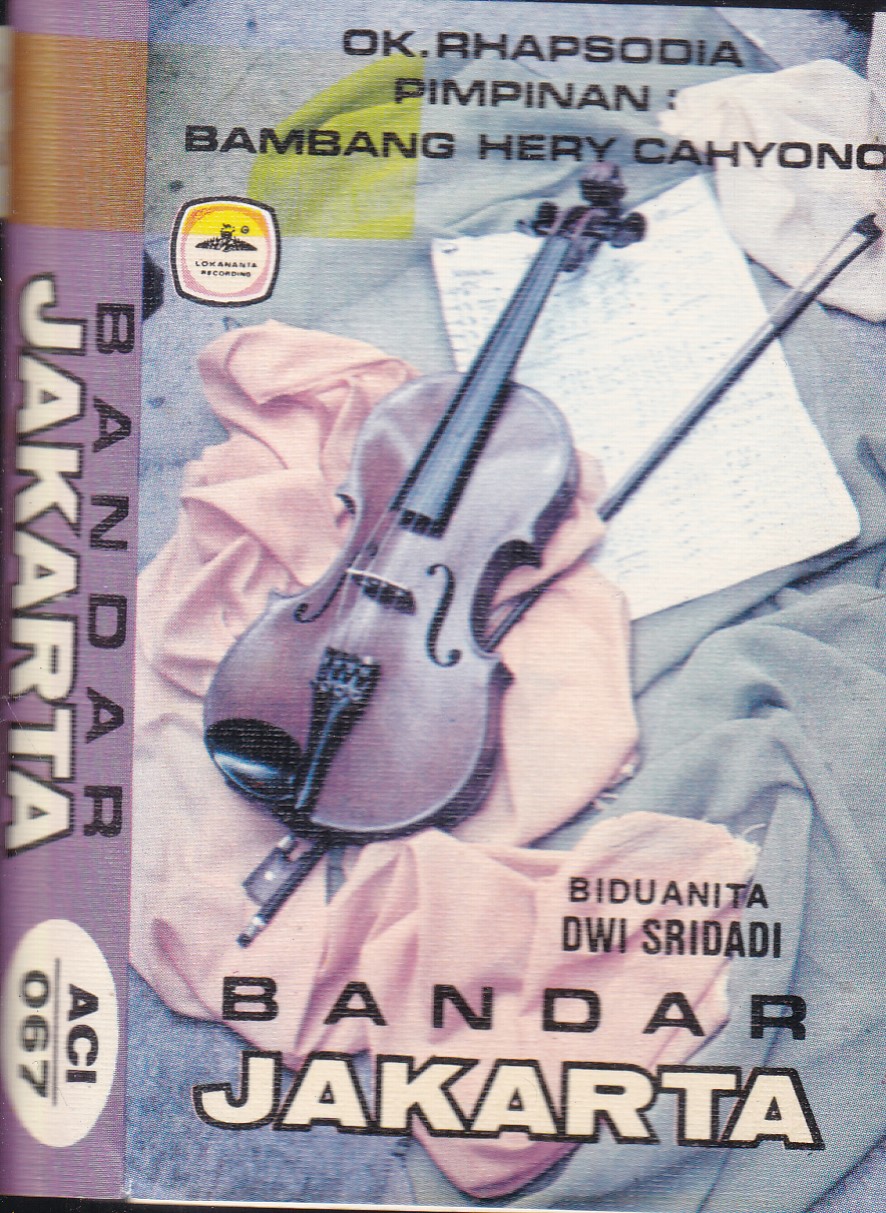 OK.RHAPSODiA
PIMPINAN :
BAMBANG HERY CAHYONO
LOKANANTA
RECORDING
BIDUANITA
DWI SRIDADI
BANDAR
JAKARTA
BANDAR
JAKARTA
ACI
067